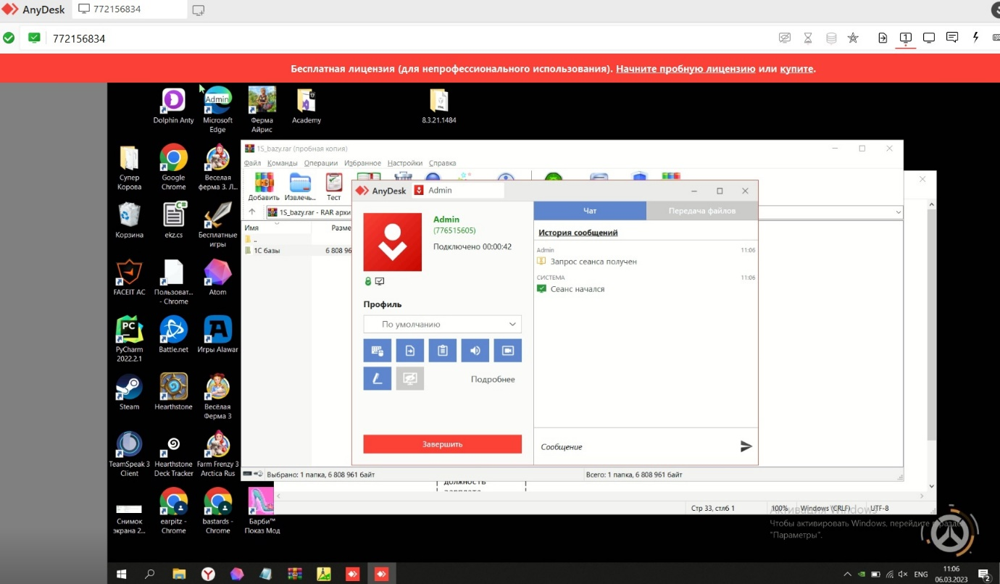 AnyDesk
772156834
772156834
Бесплатная лицензия (для непрофессионального использования). Начните пробную лицензию или купите.
Dolphin Anty
Admin
Microsoft
Edge
Ферма
Айрис
17
Academy
8.3.21.1484
Супер
Корова
Google
Chrome
Веселая
ферма 3. Л...
Корзина
ekz.cs
Бесплатные
игры
FACEIT AC
Пользоват...
- Chrome
Atom
PyCharm
2022.2.1
Battle.net
Игры Alawar
Steam
Hearthstone
Весёлая
Ферма 3
TeamSpeak 3
Client
Hearthstone
Deck Tracker
Farm Frenzy 3
Arctica Rus
Снимок
экрана 2...
earpitz -
Chrome
bastards -
Chrome
Барби™
Показ Мод
1S_bazy.rar (пробная копия)
Файл Команды Операции Избранное Настройки Справка
Добавить Извлечь... Тест
1S_bazy.rar - RAR архи
Имя Разме
..
1С базы 6 808 96
AnyDesk Admin
Admin
(776515605)
Подключено 00:00:42
Профиль
По умолчанию
Подробнее
Завершить
Чат Передача файлов
История сообщений
Admin 11:06
Запрос сеанса получен
СИСТЕМА 11:06
Сеанс начался
Сообщение
Выбрано: 1 папка, 6 808 961 байт Всего: 1 папка, 6 808 961 байт
должность
Стр 33, стлб 1 100% Windows (CRLF) UTF-8
Активация Windows
Чтобы активировать Windows, перейдите в раздел
"Параметры".
ENG
11:06
06.03.2023
2